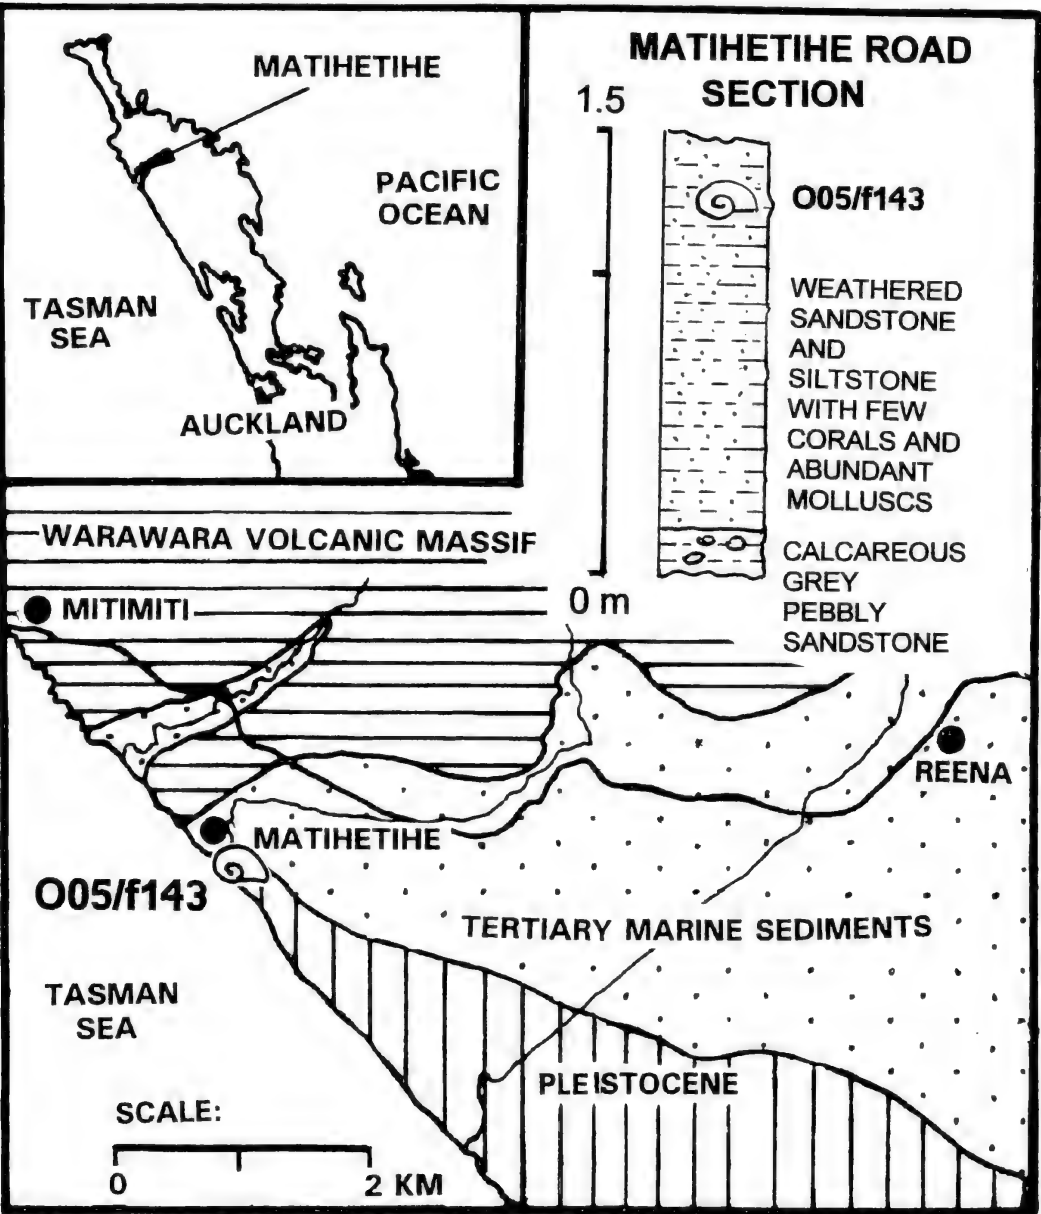 MATIHETIHE
PACIFIC
OCEAN
TASMAN
SEA
AUCKLAND
MATIHETIHE ROAD
SECTION
1.5
O05/f143
WEATHERED
SANDSTONE
AND
SILTSTONE
WITH FEW
CORALS AND
ABUNDANT
MOLLUSCS
CALCAREOUS
GREY
PEBBLY
SANDSTONE
0 m
WARAWARA VOLCANIC MASSIF
MITIMITI
REENA
MATIHETIHE
O05/f143
TERTIARY MARINE SEDIMENTS
TASMAN
SEA
PLEISTOCENE
SCALE:
0 2 KM